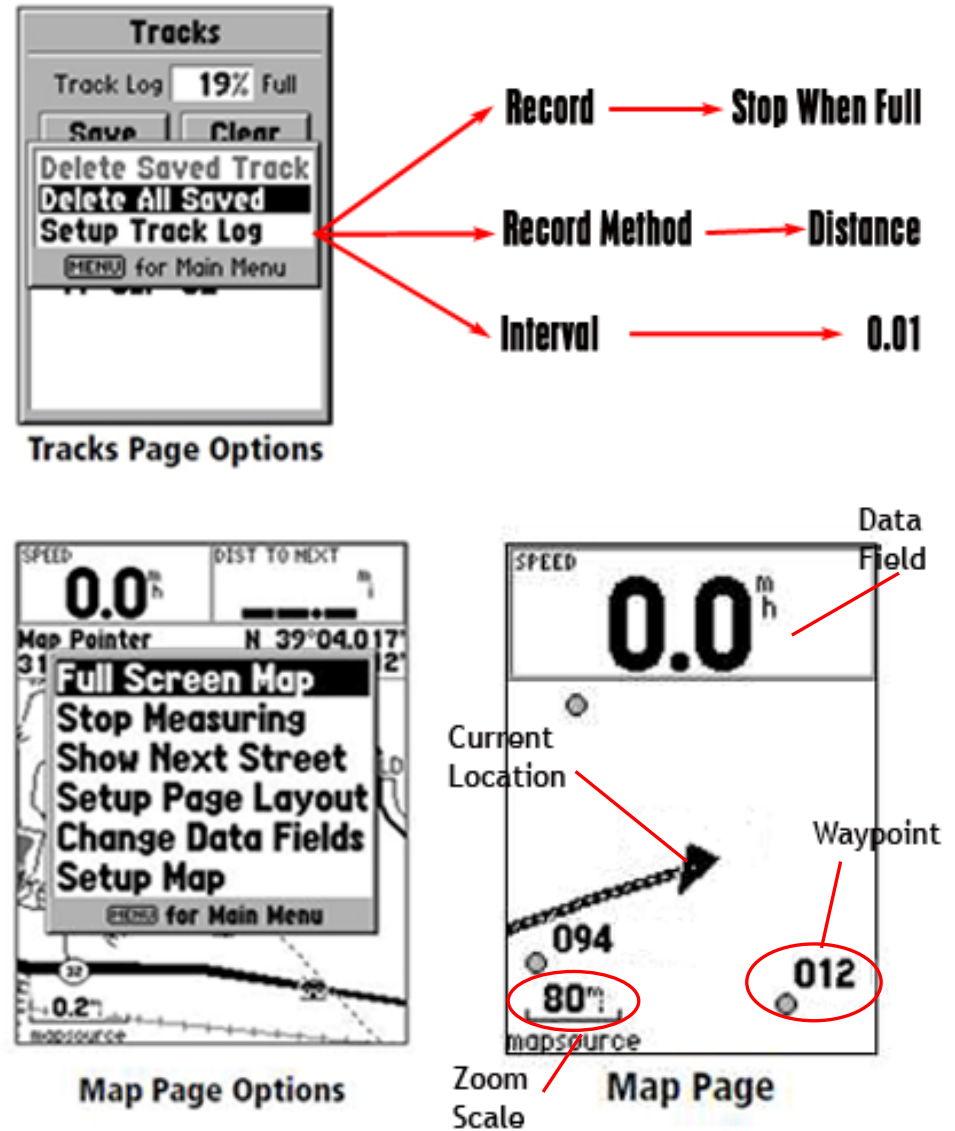 Tracks
Track Log 19% Full
Save Clear
Delete Saved Track
Delete All Saved
Setup Track Log
MENU for Main Menu
Record Stop When Full
Record Method Distance
Interval 0.01
Tracks Page Options
SPEED DIST TO NEXT
0.0 mh
Map Pointer N 39°04.017'
Full Screen Map
Stop Measuring
Show Next Street
Setup Page Layout
Change Data Fields
Setup Map
MENU for Main Menu
32
0.2mi
mapsource
Map Page Options
Data
Field
SPEED
0.0 mh
Current
Location
Waypoint
094
012
80mi
mapsource
Zoom
Scale
Map Page